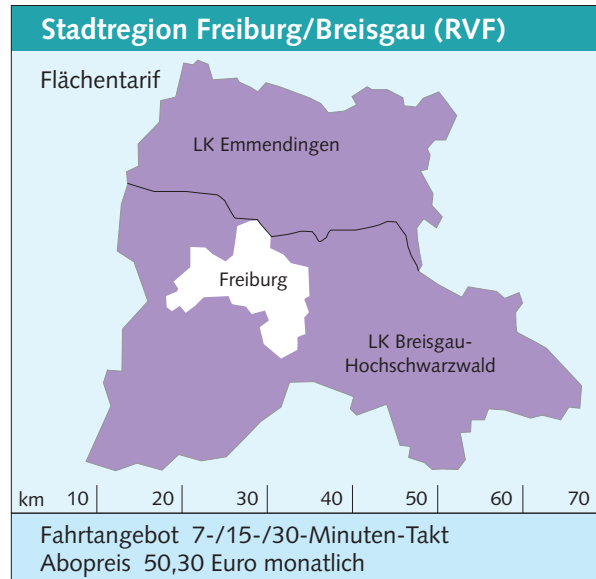 Stadtregion Freiburg/Breisgau (RVF)
Flächentarif
LK Emmendingen
Freiburg
LK Breisgau-
Hochschwarzwald
km 10 20 30 40 50 60 70
Fahrtangebot 7-/15-/30-Minuten-Takt
Abopreis 50,30 Euro monatlich